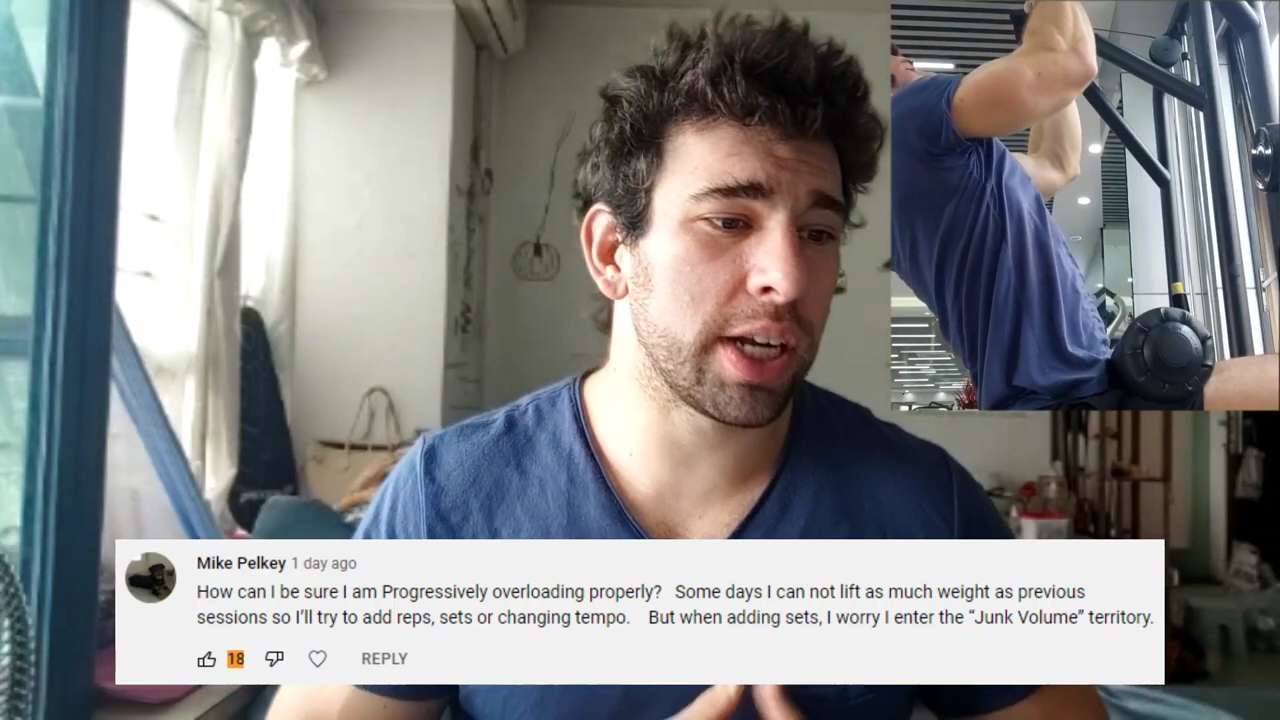 Mike Pelkey 1 day ago
How can I be sure I am Progressively overloading properly? Some days I can not lift as much weight as previous
sessions so I'll try to add reps, sets or changing tempo. But when adding sets, I worry I enter the “Junk Volume” territory.
18 REPLY